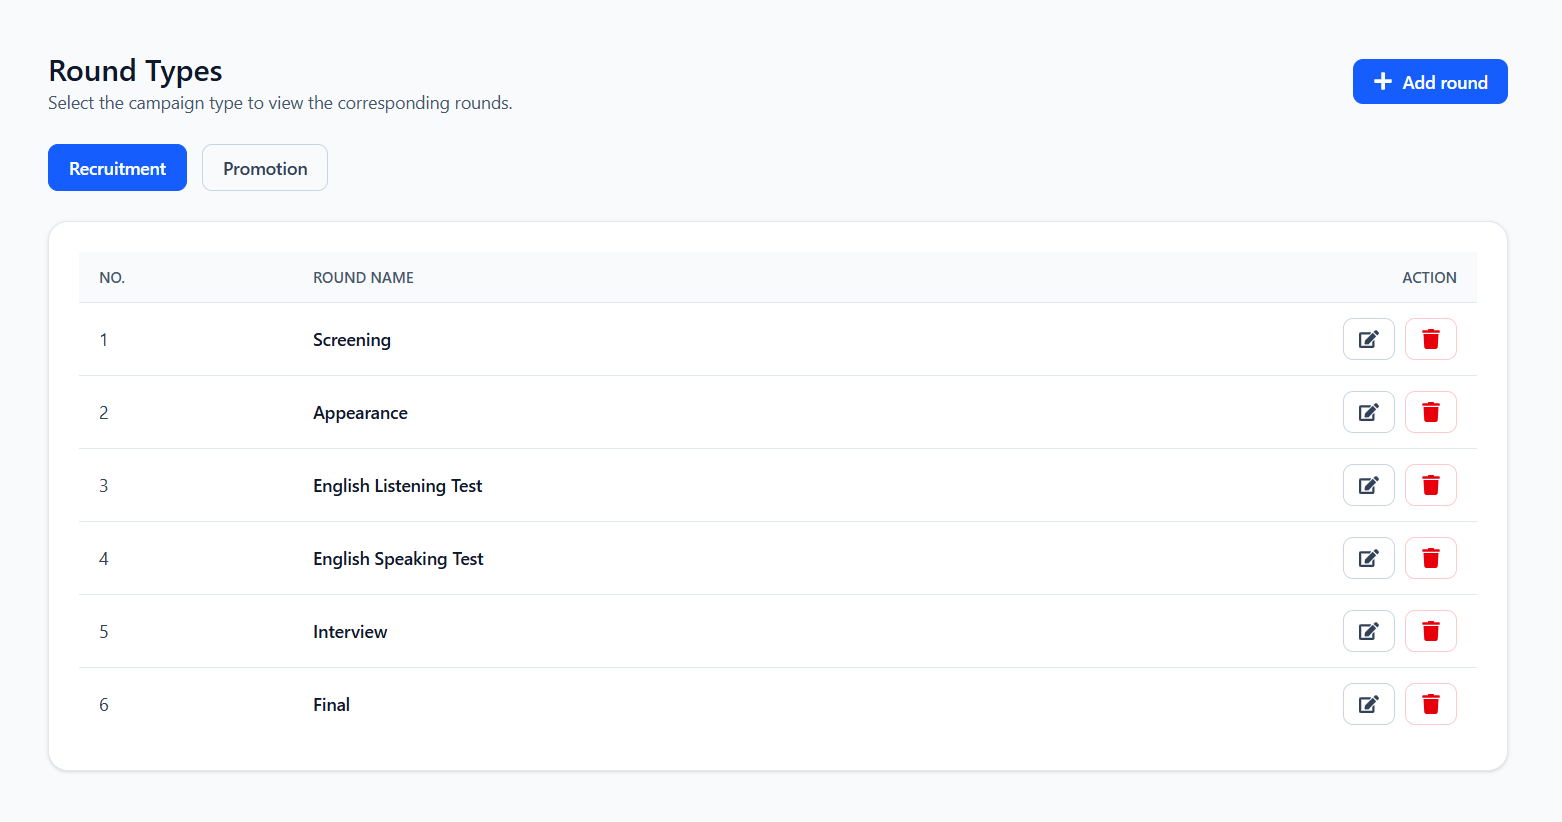 Round Types
Select the campaign type to view the corresponding rounds.
Add round
Recruitment
Promotion
NO. ROUND NAME ACTION
1 Screening
2 Appearance
3 English Listening Test
4 English Speaking Test
5 Interview
6 Final